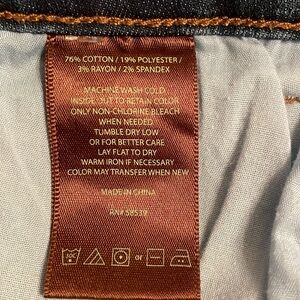 76% COTTON / 19% POLYESTER /
3% RAYON / 2% SPANDEX
MACHINE WASH COLD
INSIDE OUT TO RETAIN COLOR
ONLY NON-CHLORINE BLEACH
WHEN NEEDED
TUMBLE DRY LOW
OR FOR BETTER CARE
LAY FLAT TO DRY
WARM IRON IF NECESSARY
COLOR MAY TRANSFER WHEN NEW
MADE IN CHINA
RN# 58539
or